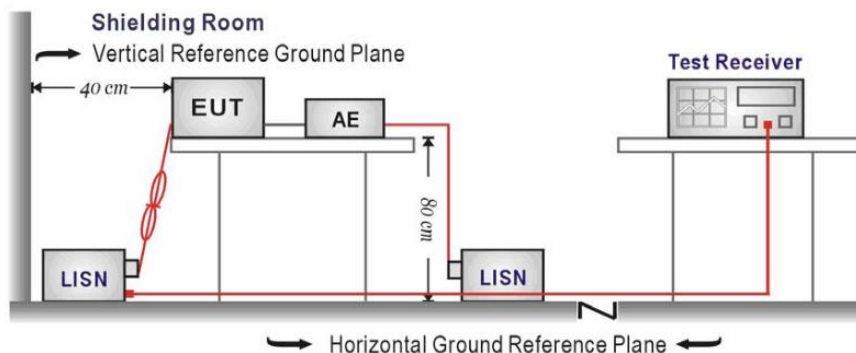 Shielding Room
Vertical Reference Ground Plane
Test Receiver
40 cm
EUT
AE
80 cm
LISN
LISN
Horizontal Ground Reference Plane